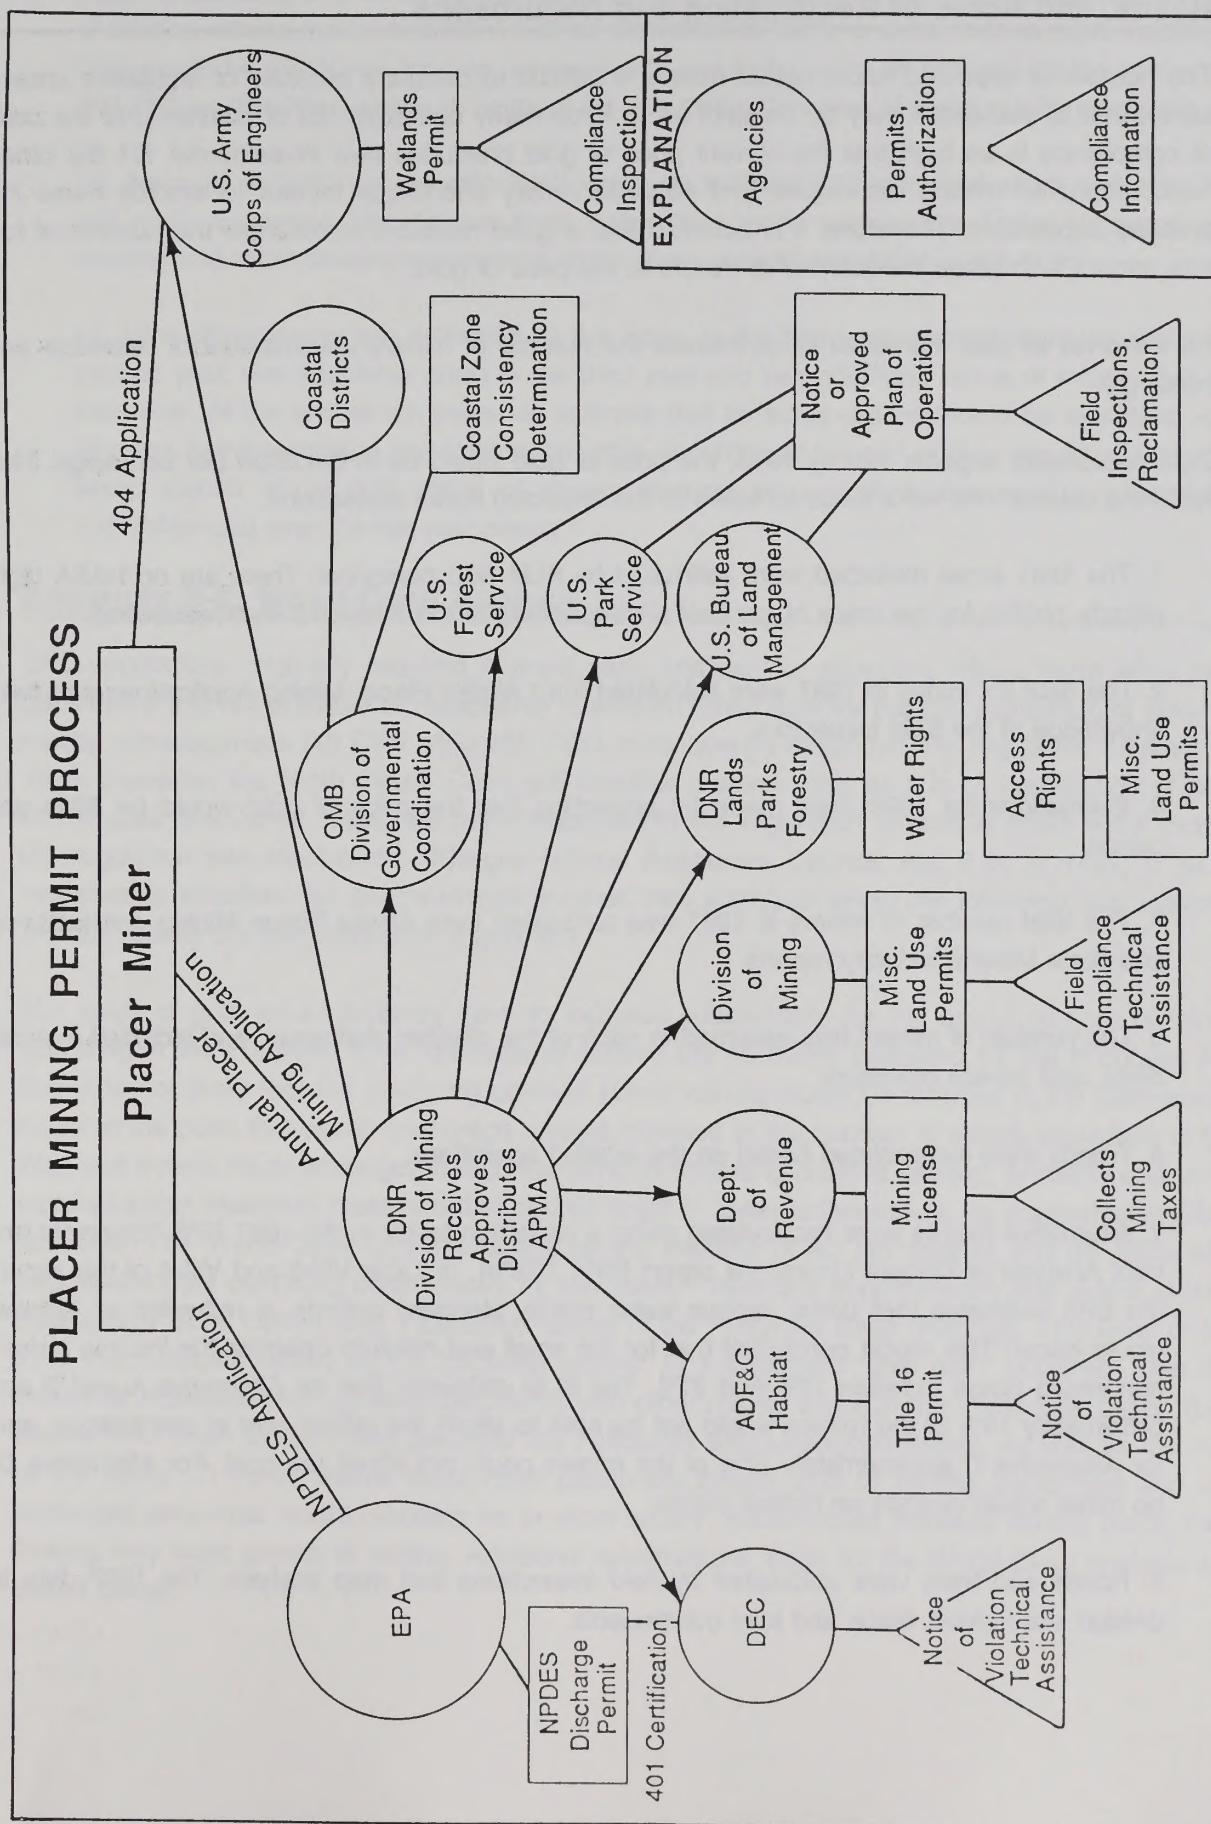 PLACER MINING PERMIT PROCESS
Placer Miner
NPDES Application
Annual Placer
Mining Application
404 Application
EPA
NPDES
Discharge
Permit
401 Certification
DEC
Notice
of
Violation
Technical
Assistance
DNR
Division of Mining
Receives
Approves
Distributes
APMA
ADF&G
Habitat
Title 16
Permit
Notice
of
Violation
Technical
Assistance
Dept.
of
Revenue
Mining
License
Collects
Mining
Taxes
Division
of
Mining
Misc.
Land Use
Permits
Field
Compliance
Technical
Assistance
DNR
Lands
Parks
Forestry
Water Rights
Access
Rights
Misc.
Land Use
Permits
OMB
Division of
Governmental
Coordination
Coastal
Districts
Coastal Zone
Consistency
Determination
U.S.
Forest
Service
U.S.
Park
Service
U.S. Bureau
of Land
Management
Notice
or
Approved
Plan of
Operation
Field
Inspections,
Reclamation
U.S. Army
Corps of Engineers
Wetlands
Permit
Compliance
Inspection
EXPLANATION
Agencies
Permits,
Authorization
Compliance
Information